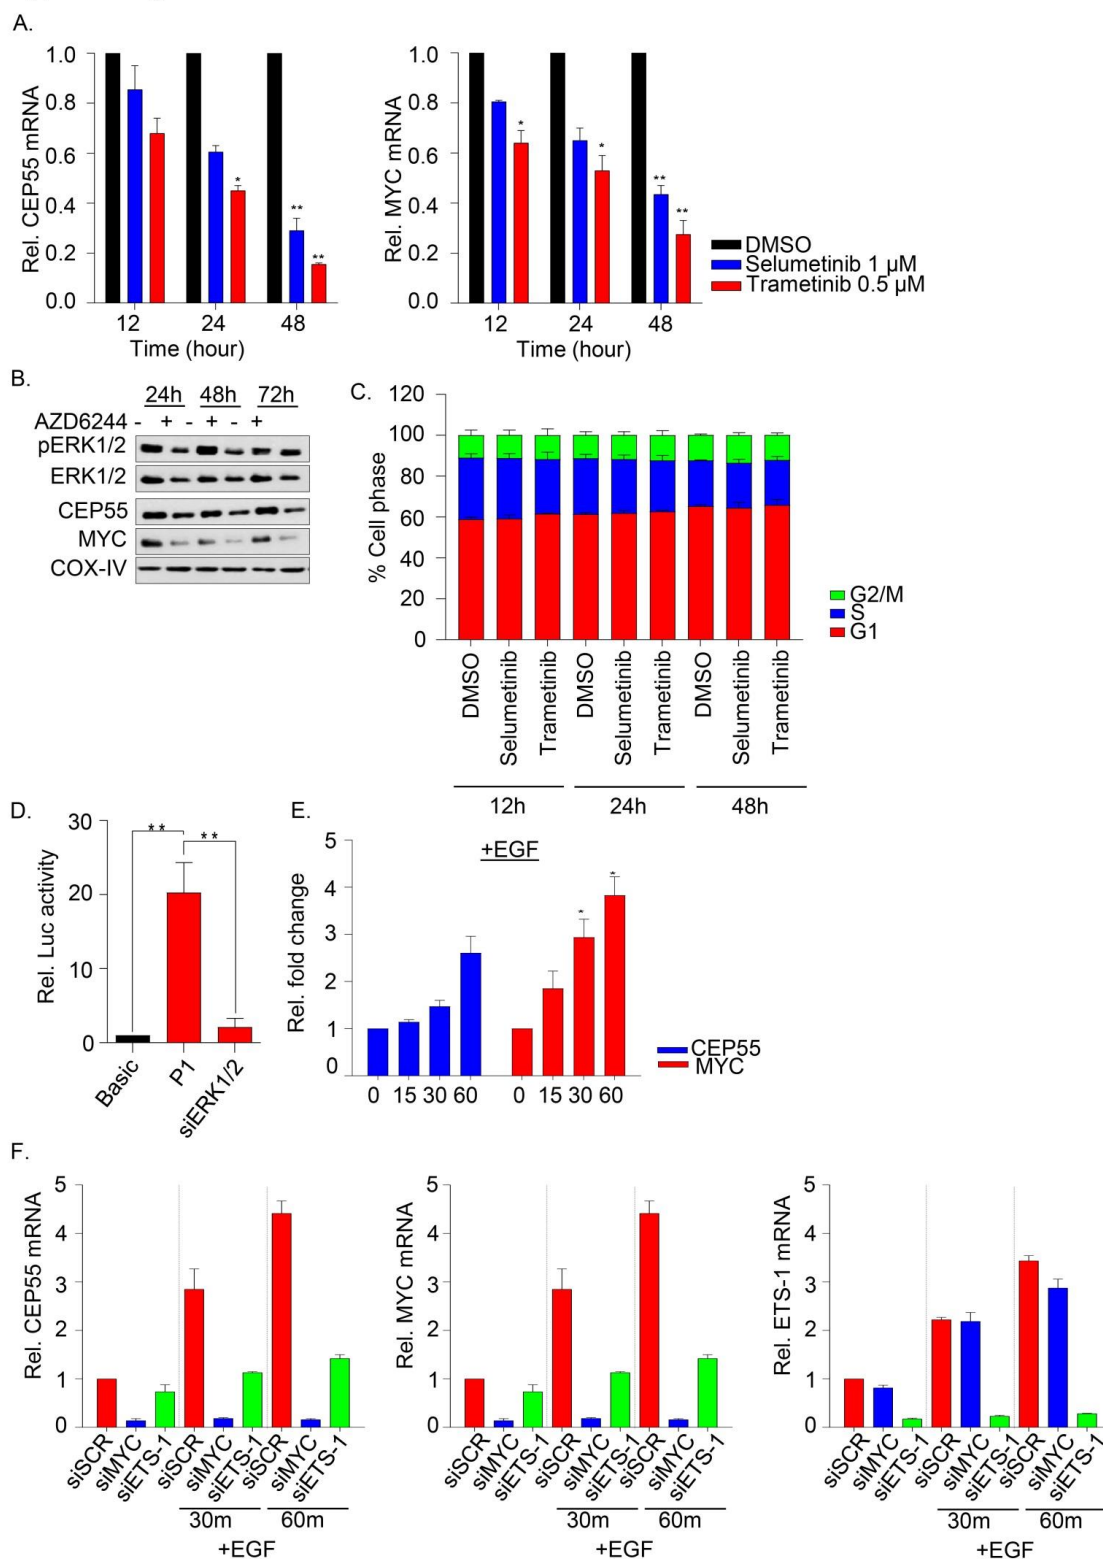 A.
1.0
0.8
0.6
0.4
0.2
0.0
Rel. CEP55 mRNA
*
**
**
12
24
48
Time (hour)
1.0
0.8
0.6
0.4
0.2
0.0
Rel. MYC mRNA
*
*
**
**
12
24
48
Time (hour)
DMSO
Selumetinib 1 µM
Trametinib 0.5 µM
B.
24h 48h 72h
AZD6244 - + - + - +
pERK1/2
ERK1/2
CEP55
MYC
COX-IV
C.
120
100
80
60
40
20
0
% Cell phase
DMSO
Selumetinib
Trametinib
DMSO
Selumetinib
Trametinib
DMSO
Selumetinib
Trametinib
12h
24h
48h
G2/M
S
G1
D.
30
20
10
0
Rel. Luc activity
**
**
Basic
P1
siERK1/2
E.
5
4
3
2
1
0
Rel. fold change
+EGF
*
*
0 15 30 60
0 15 30 60
CEP55
MYC
F.
5
4
3
2
1
0
Rel. CEP55 mRNA
siSCR
siMYC
siETS-1
siSCR
siMYC
siETS-1
siSCR
siMYC
siETS-1
30m
60m
+EGF
5
4
3
2
1
0
Rel. MYC mRNA
siSCR
siMYC
siETS-1
siSCR
siMYC
siETS-1
siSCR
siMYC
siETS-1
30m
60m
+EGF
5
4
3
2
1
0
Rel. ETS-1 mRNA
siSCR
siMYC
siETS-1
siSCR
siMYC
siETS-1
siSCR
siMYC
siETS-1
30m
60m
+EGF